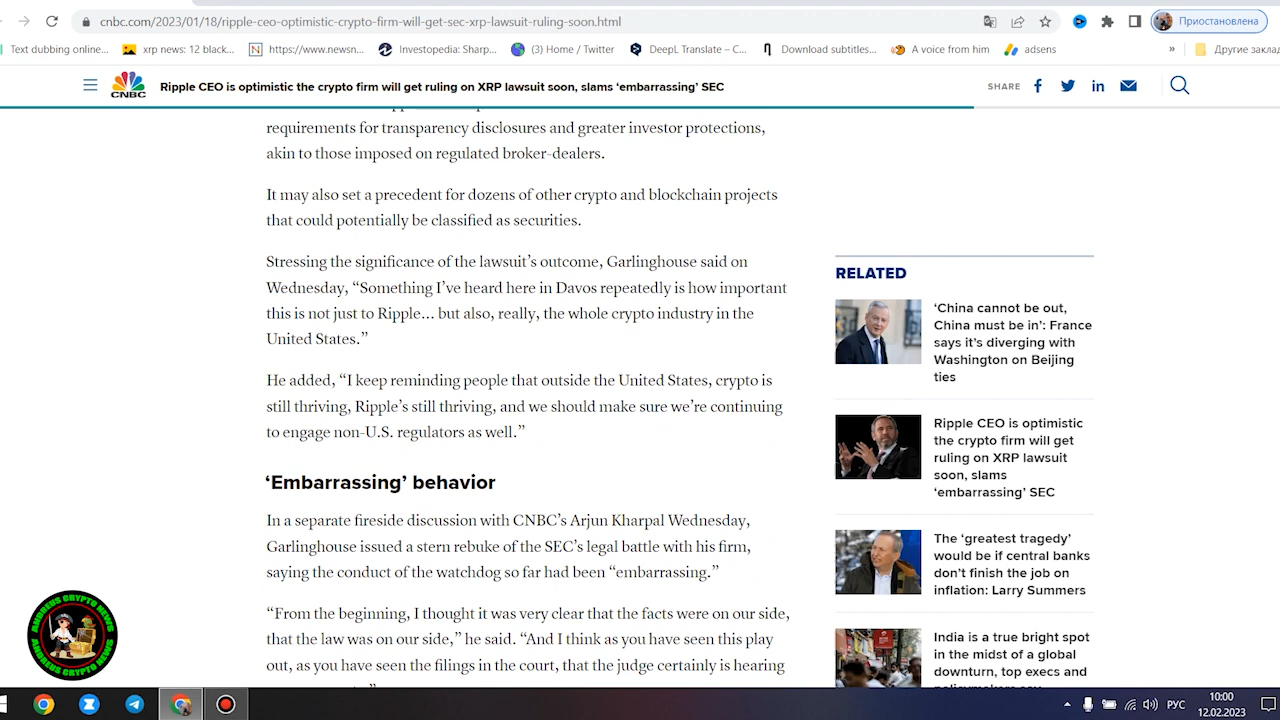 cnbc.com/2023/01/18/ripple-ceo-optimistic-crypto-firm-will-get-sec-xrp-lawsuit-ruling-soon.html
Приостановлена
Text dubbing online...
xrp news: 12 black...
https://www.newsn...
Investopedia: Sharp...
(3) Home / Twitter
DeepL Translate – C...
Download subtitles...
A voice from him
adsens
»
Другие закла
CNBC
Ripple CEO is optimistic the crypto firm will get ruling on XRP lawsuit soon, slams ‘embarrassing’ SEC
SHARE
requirements for transparency disclosures and greater investor protections,
akin to those imposed on regulated broker-dealers.
It may also set a precedent for dozens of other crypto and blockchain projects
that could potentially be classified as securities.
Stressing the significance of the lawsuit’s outcome, Garlinghouse said on
Wednesday, “Something I’ve heard here in Davos repeatedly is how important
this is not just to Ripple… but also, really, the whole crypto industry in the
United States.”
He added, “I keep reminding people that outside the United States, crypto is
still thriving, Ripple’s still thriving, and we should make sure we’re continuing
to engage non-U.S. regulators as well.”
‘Embarrassing’ behavior
In a separate fireside discussion with CNBC’s Arjun Kharpal Wednesday,
Garlinghouse issued a stern rebuke of the SEC’s legal battle with his firm,
saying the conduct of the watchdog so far had been “embarrassing.”
“From the beginning, I thought it was very clear that the facts were on our side,
that the law was on our side,” he said. “And I think as you have seen this play
out, as you have seen the filings in the court, that the judge certainly is hearing
RELATED
‘China cannot be out,
China must be in’: France
says it’s diverging with
Washington on Beijing
ties
Ripple CEO is optimistic
the crypto firm will get
ruling on XRP lawsuit
soon, slams
‘embarrassing’ SEC
The ‘greatest tragedy’
would be if central banks
don’t finish the job on
inflation: Larry Summers
India is a true bright spot
in the midst of a global
downturn, top execs and
ANDREUS CRYPTO NEWS
ANDREUS CRYPTO NEWS
РУС
10:00
12.02.2023